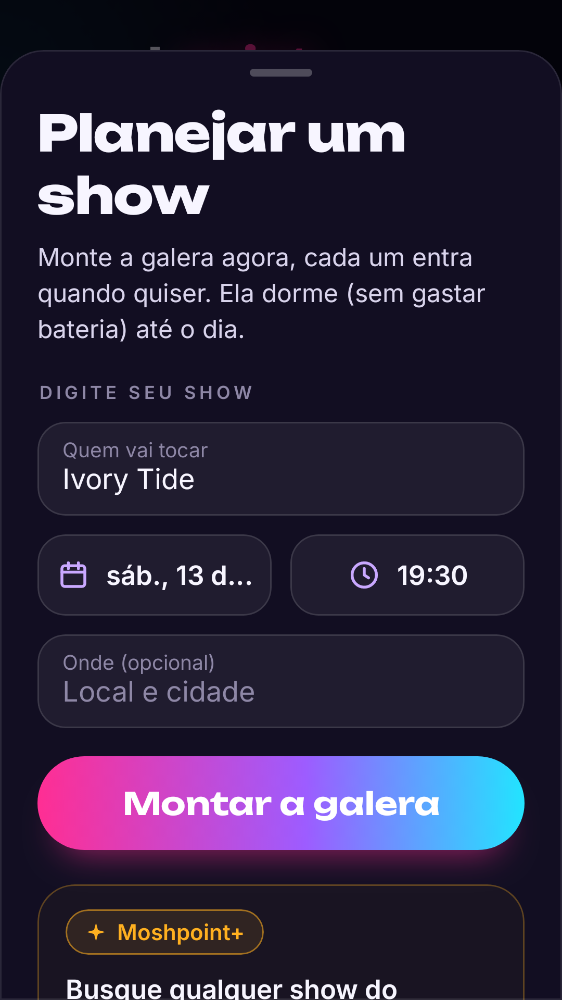 Planejar um
show
Monte a galera agora, cada um entra
quando quiser. Ela dorme (sem gastar
bateria) até o dia.
DIGITE SEU SHOW
Quem vai tocar
Ivory Tide
sáb., 13 d...
19:30
Onde (opcional)
Local e cidade
Montar a galera
Moshpoint+
Busque qualquer show do